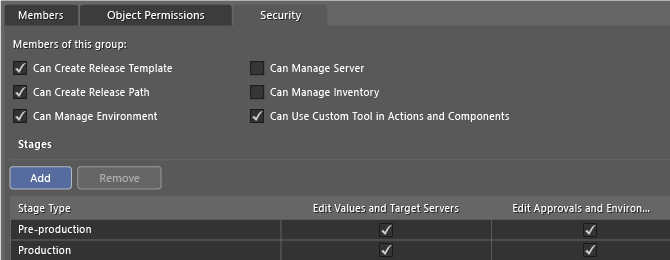 Members Object Permissions Security
Members of this group:
Can Create Release Template Can Manage Server
Can Create Release Path Can Manage Inventory
Can Manage Environment Can Use Custom Tool in Actions and Components
Stages
Add Remove
Stage Type Edit Values and Target Servers Edit Approvals and Environ...
Pre-production
Production